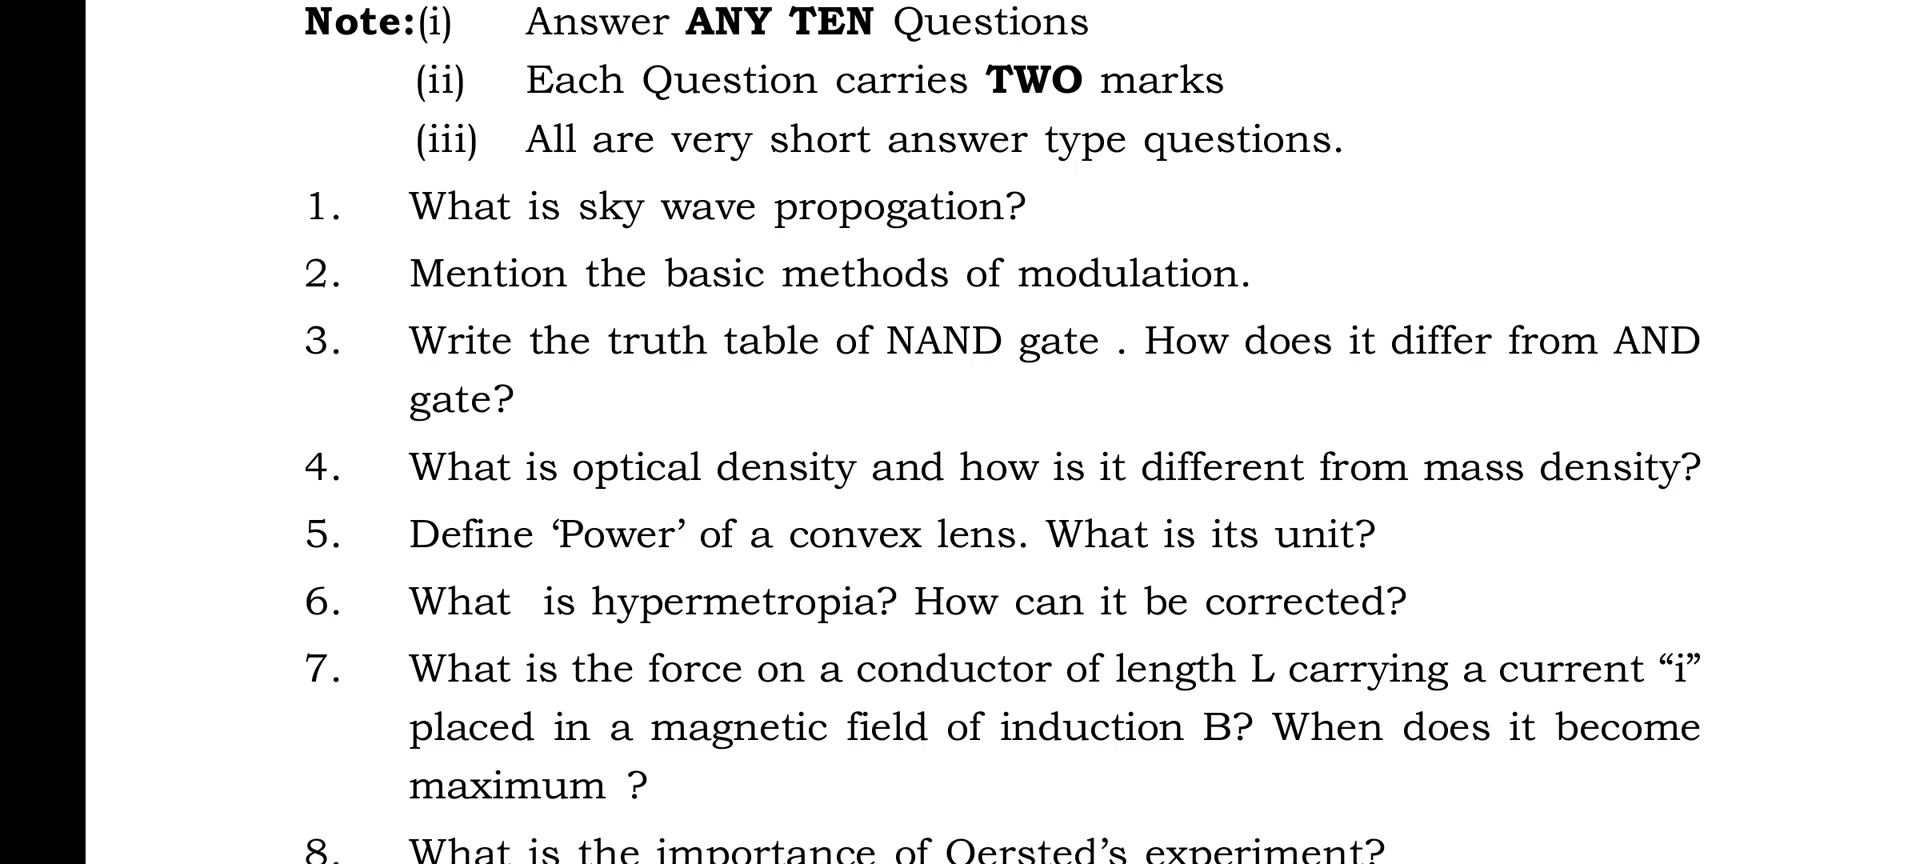 Note:(i) Answer ANY TEN Questions
(ii) Each Question carries TWO marks
(iii) All are very short answer type questions.
1. What is sky wave propogation?
2. Mention the basic methods of modulation.
3. Write the truth table of NAND gate . How does it differ from AND
gate?
4. What is optical density and how is it different from mass density?
5. Define ‘Power’ of a convex lens. What is its unit?
6. What is hypermetropia? How can it be corrected?
7. What is the force on a conductor of length L carrying a current “i”
placed in a magnetic field of induction B? When does it become
maximum ?
8. What is the importance of Oersted’s experiment?